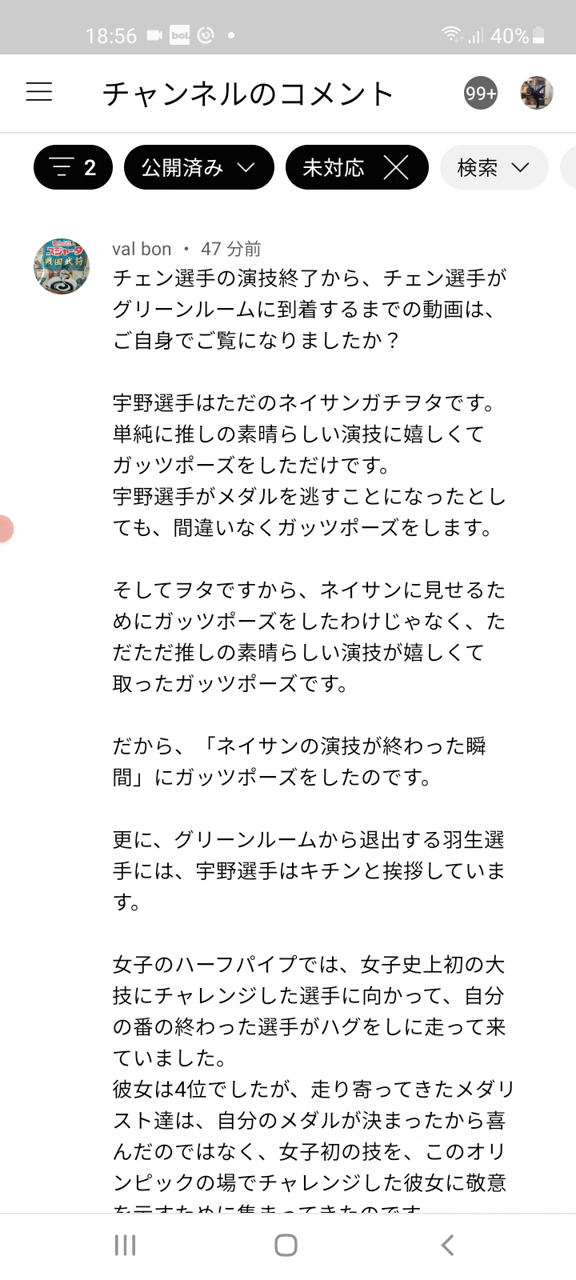 18:56 bol 40%
チャンネルのコメント 99+
2 公開済み 未対応 検索
val bon ・ 47 分前
チェン選手の演技終了から、チェン選手が
グリーンルームに到着するまでの動画は、
ご自身でご覧になりましたか？
宇野選手はただのネイサンガチヲタです。
単純に推しの素晴らしい演技に嬉しくて
ガッツポーズをしただけです。
宇野選手がメダルを逃すことになったとし
ても、間違いなくガッツポーズをします。
そしてヲタですから、ネイサンに見せるた
めにガッツポーズをしたわけじゃなく、た
だただ推しの素晴らしい演技が嬉しくて
取ったガッツポーズです。
だから、「ネイサンの演技が終わった瞬
間」にガッツポーズをしたのです。
更に、グリーンルームから退出する羽生選
手には、宇野選手はキチンと挨拶していま
す。
女子のハーフパイプでは、女子史上初の大
技にチャレンジした選手に向かって、自分
の番の終わった選手がハグをしに走って来
ていました。
彼女は4位でしたが、走り寄ってきたメダリ
スト達は、自分のメダルが決まったから喜
んだのではなく、女子初の技を、このオリ
ンピックの場でチャレンジした彼女に敬意
を示すために集まってきたのです